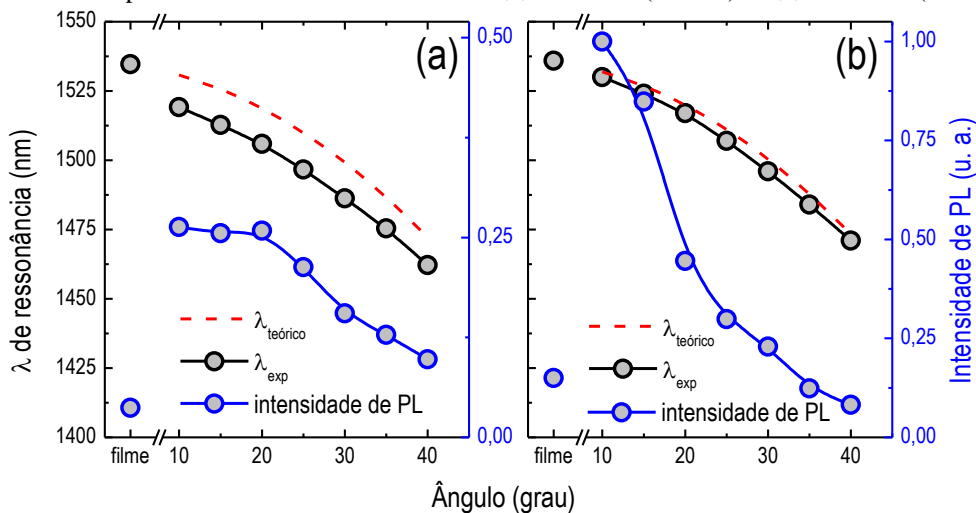 1550
1525
1500
1475
1450
1425
1400
λ de ressonância (nm)
(a)
λteórico
λexp
intensidade de PL
0,50
0,25
0,00
filme 10 20 30 40
(b)
λteórico
λexp
intensidade de PL
1,00
0,75
0,50
0,25
0,00
Intensidade de PL (u. a.)
filme 10 20 30 40
Ângulo (grau)